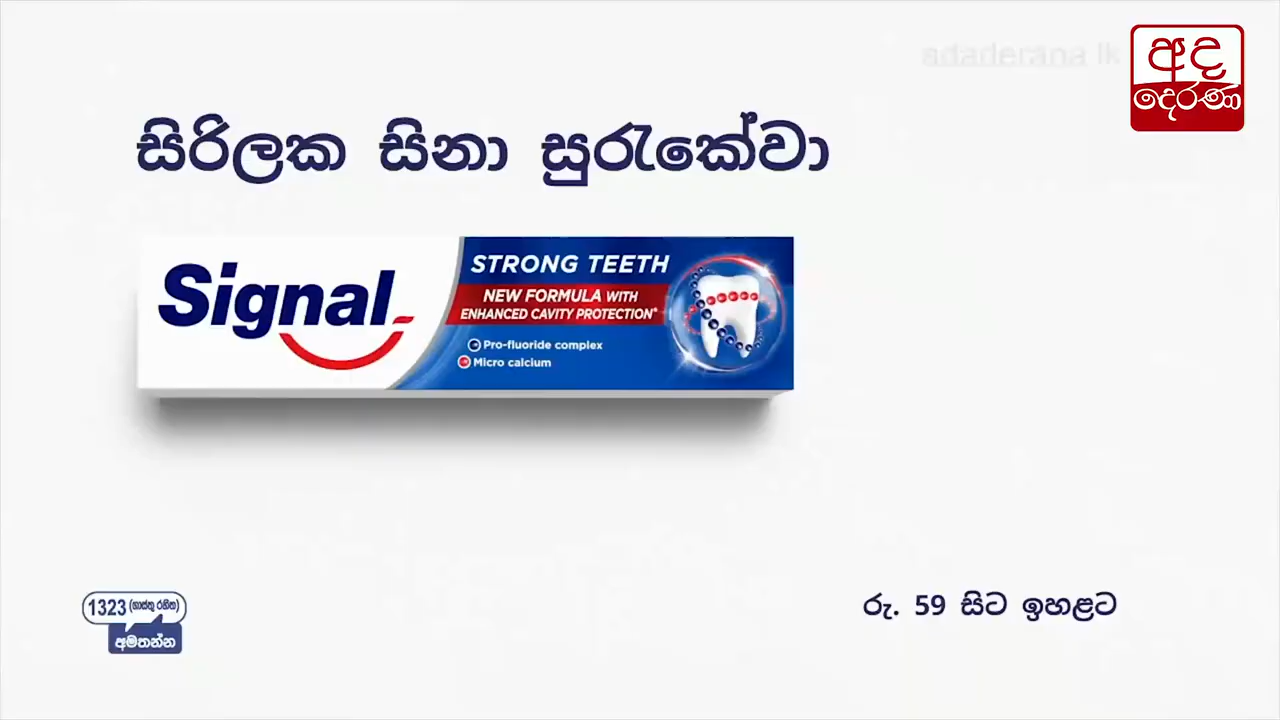 adaderana.lk
අද
දෙරණ
සිරිලක සිනා සුරැකේවා
Signal
STRONG TEETH
NEW FORMULA WITH
ENHANCED CAVITY PROTECTION*
Pro-fluoride complex
Micro calcium
1323 (ගාස්තු රහිත)
අමතන්න
රු. 59 සිට ඉහළට